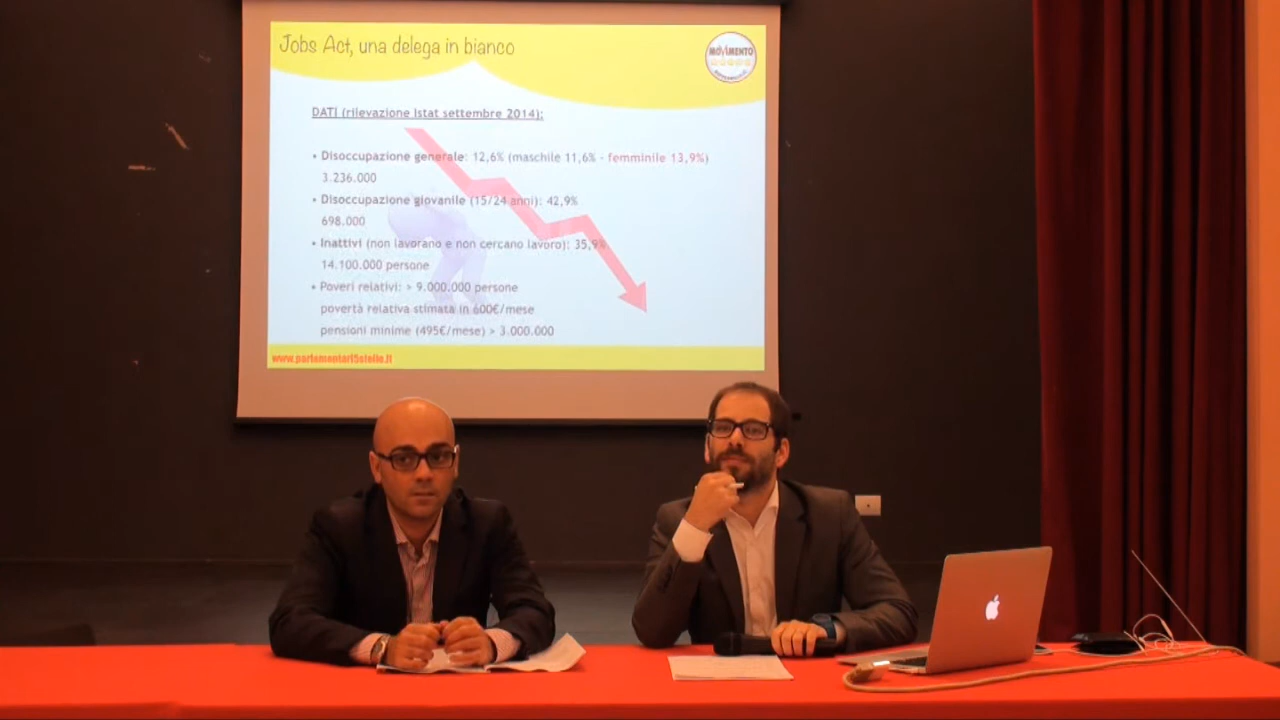 Jobs Act, una delega in bianco
MOVIMENTO
DATI (rilevazione Istat settembre 2014):
• Disoccupazione generale: 12,6% (maschile 11,6% - femminile 13,9%)
3.236.000
• Disoccupazione giovanile (15/24 anni): 42,9%
698.000
• Inattivi (non lavorano e non cercano lavoro): 35,9%
14.100.000 persone
• Poveri relativi: > 9.000.000 persone
povertà relativa stimata in 600€/mese
pensioni minime (495€/mese) > 3.000.000
www.parlamentari5stelle.it